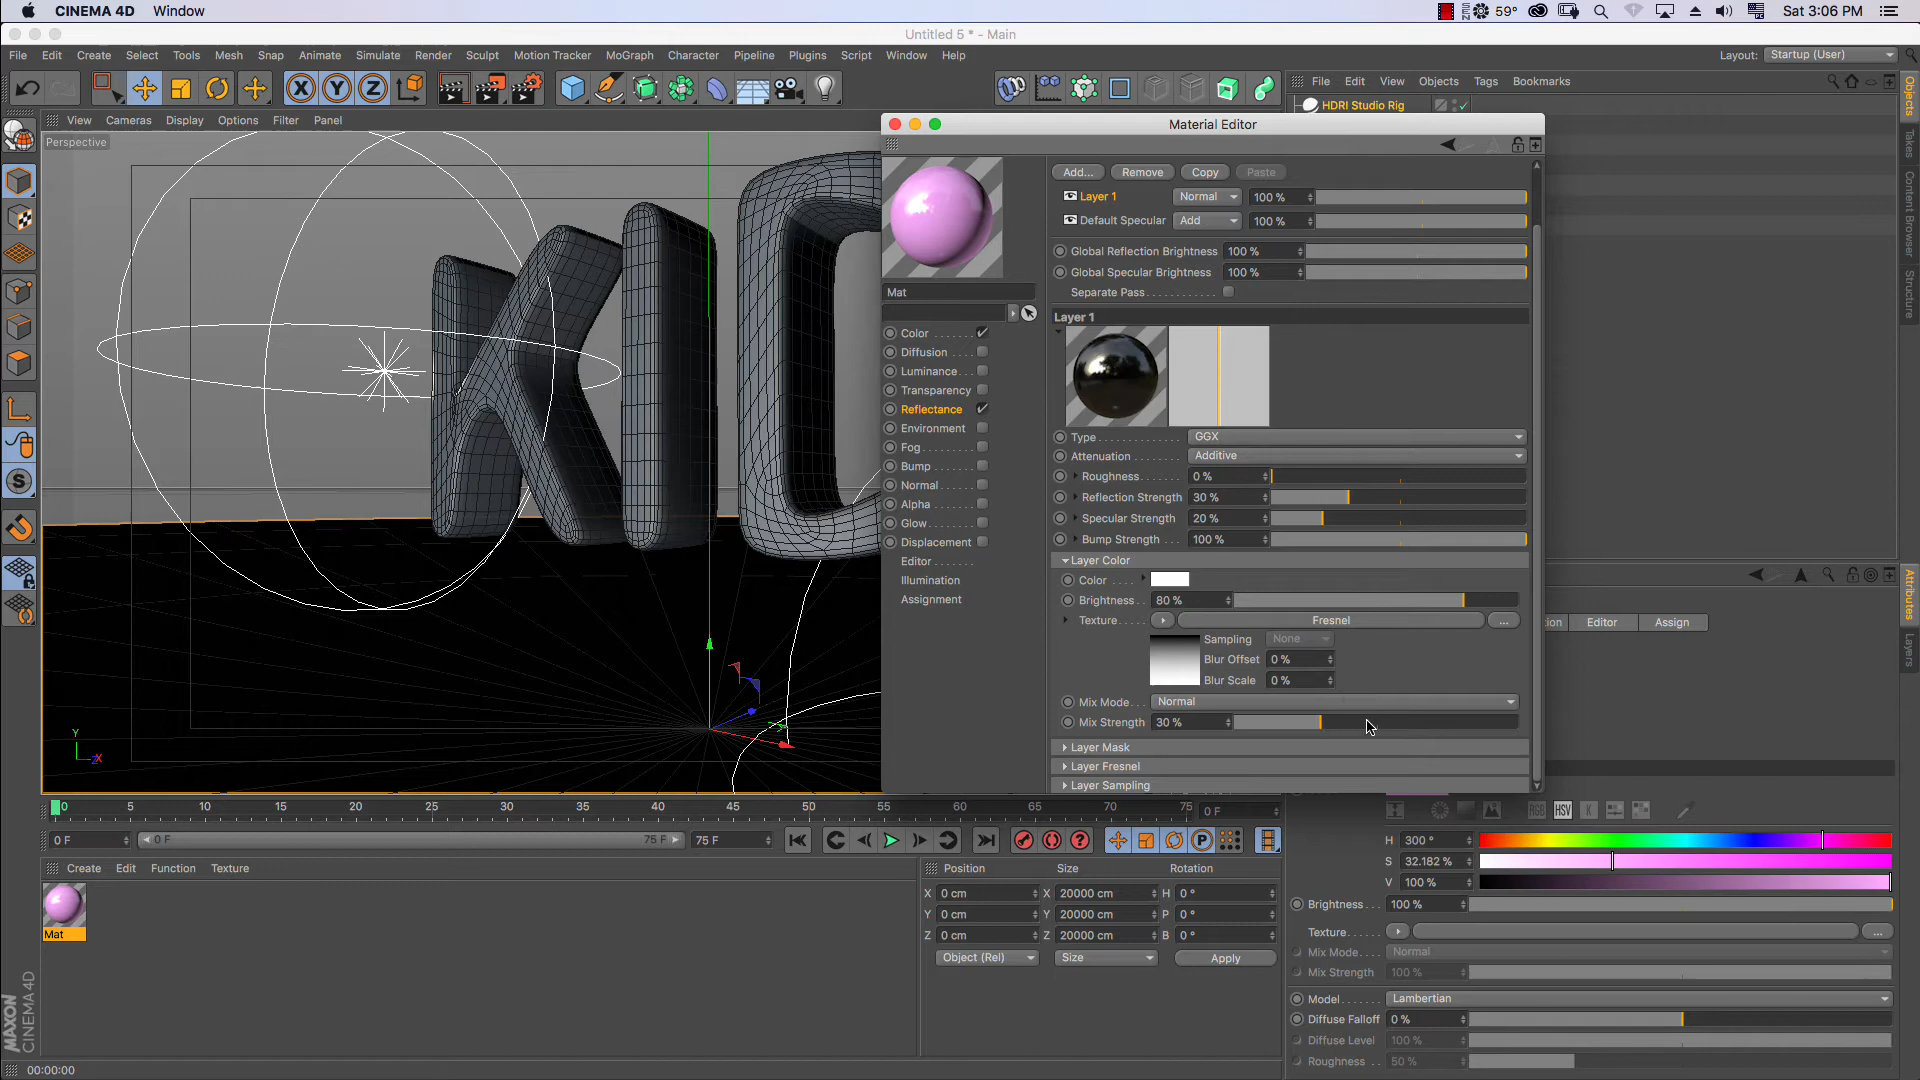 CINEMA 4D Window 59° Sat 3:06 PM
Untitled 5 * - Main
File Edit Create Select Tools Mesh Snap Animate Simulate Render Sculpt Motion Tracker MoGraph Character Pipeline Plugins Script Window Help Layout: Startup (User)
X Y Z File Edit View Objects Tags Bookmarks
HDRI Studio Rig
View Cameras Display Options Filter Panel
Perspective
Material Editor
Add... Remove Copy Paste
Layer 1 Normal 100 %
Default Specular Add 100 %
Global Reflection Brightness 100 %
Global Specular Brightness 100 %
Separate Pass
Layer 1
Mat
Color
Diffusion
Luminance
Transparency
Reflectance
Environment
Fog
Bump
Normal
Alpha
Glow
Displacement
Editor
Illumination
Assignment
Type GGX
Attenuation Additive
Roughness 0 %
Reflection Strength 30 %
Specular Strength 20 %
Bump Strength 100 %
Layer Color
Color
Brightness 80 %
Texture Fresnel ...
Sampling None
Blur Offset 0 %
Blur Scale 0 %
Mix Mode Normal
Mix Strength 30 %
Layer Mask
Layer Fresnel
Layer Sampling
Objects
Takes
Content Browser
Structure
Attributes
Layers
tion Editor Assign
Y
Z X
0 5 10 15 20 25 30 35 40 45 50 55 60 65 70 75 0 F
0 F 0 F 75 F 75 F
Create Edit Function Texture
Mat
Position Size Rotation
X 0 cm X 20000 cm H 0 °
Y 0 cm Y 20000 cm P 0 °
Z 0 cm Z 20000 cm B 0 °
Object (Rel) Size Apply
RGB HSV K
H 300 °
S 32.182 %
V 100 %
Brightness 100 %
Texture ...
Mix Mode Normal
Mix Strength 100 %
Model Lambertian
Diffuse Falloff 0 %
Diffuse Level 100 %
Roughness 50 %
MAXON
CINEMA 4D
00:00:00